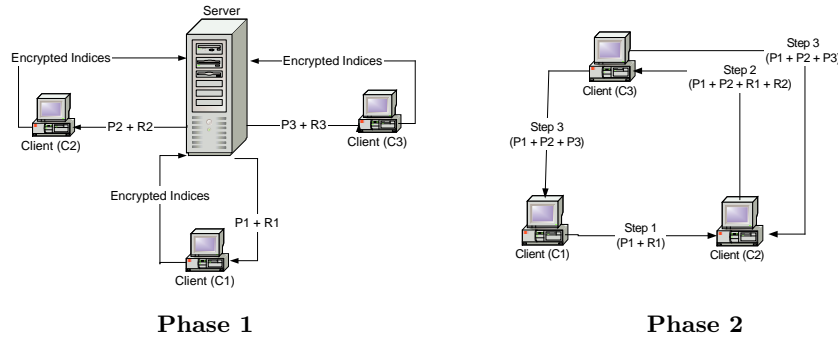 Server
Encrypted Indices
Encrypted Indices
P2 + R2
P3 + R3
Client (C2)
Client (C3)
Encrypted Indices
P1 + R1
Client (C1)
Phase 1
Step 3
(P1 + P2 + P3)
Step 2
(P1 + P2 + R1 + R2)
Client (C3)
Step 3
(P1 + P2 + P3)
Step 1
(P1 + R1)
Client (C1)
Client (C2)
Phase 2